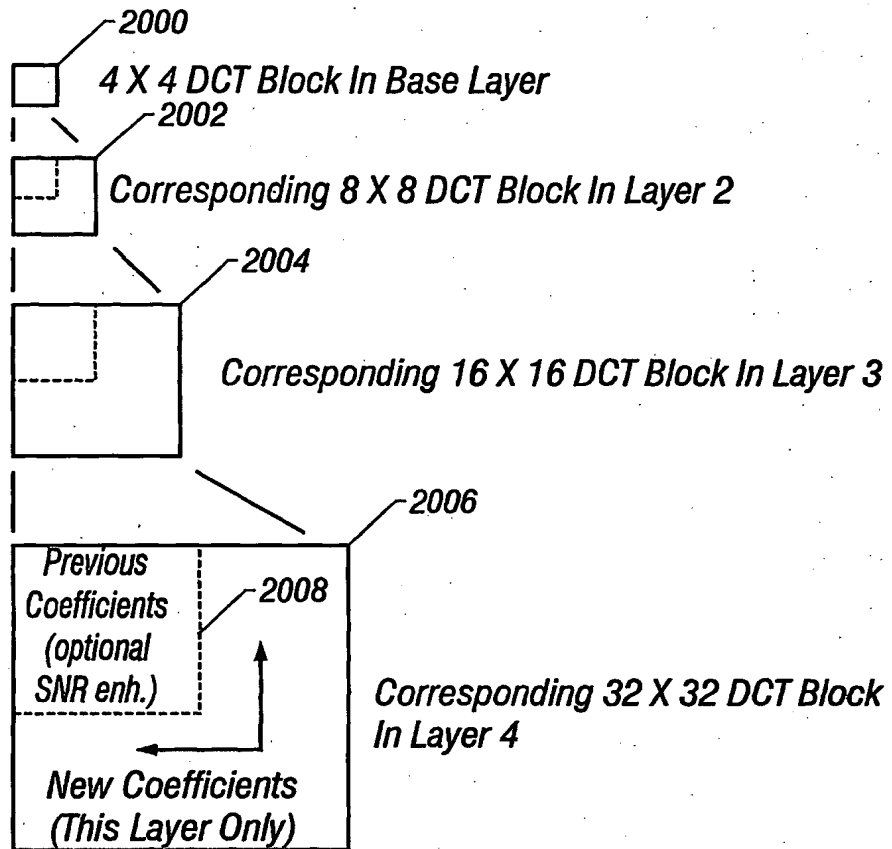 2000
4 X 4 DCT Block In Base Layer
2002
Corresponding 8 X 8 DCT Block In Layer 2
2004
Corresponding 16 X 16 DCT Block In Layer 3
2006
Previous
Coefficients
(optional
SNR enh.)
2008
Corresponding 32 X 32 DCT Block
In Layer 4
New Coefficients
(This Layer Only)